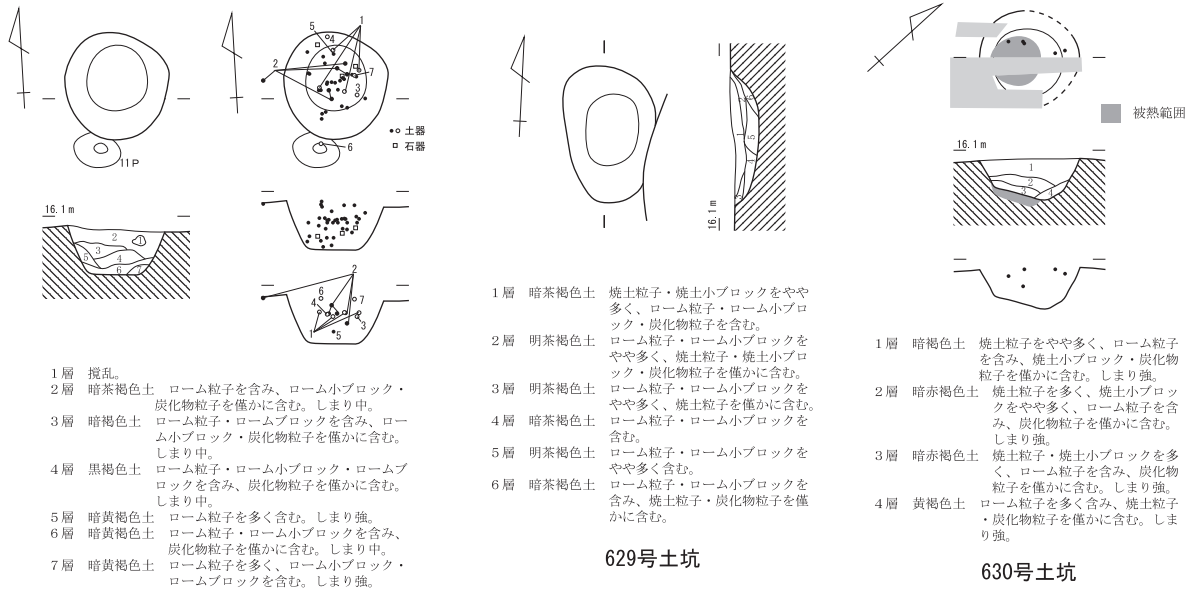 11P
5
1
4
2
7
3
6
●○土器
□石器
16.1m
2
1
3
4
5
6
7
2
6
7
4
1
5
3
1層　撹乱。
2層　暗茶褐色土　ローム粒子を含み、ローム小ブロック・
炭化物粒子を僅かに含む。しまり中。
3層　暗褐色土　ローム粒子・ロームブロックを含み、ロー
ム小ブロック・炭化物粒子を僅かに含む。
しまり中。
4層　黒褐色土　ローム粒子・ローム小ブロック・ロームブ
ロックを含み、炭化物粒子を僅かに含む。
しまり中。
5層　暗黄褐色土　ローム粒子を多く含む。しまり強。
6層　暗黄褐色土　ローム粒子・ローム小ブロックを含み、
炭化物粒子を僅かに含む。しまり中。
7層　暗黄褐色土　ローム粒子を多く、ローム小ブロック・
ロームブロックを含む。しまり強。
16.1m
1
5
4
1層　暗茶褐色土　焼土粒子・焼土小ブロックをやや
多く、ローム粒子・ローム小ブロ
ック・炭化物粒子を含む。
2層　明茶褐色土　ローム粒子・ローム小ブロックを
やや多く、焼土粒子・焼土小ブロ
ック・炭化物粒子を僅かに含む。
3層　明茶褐色土　ローム粒子・ローム小ブロックを
やや多く、焼土粒子を僅かに含む。
4層　暗茶褐色土　ローム粒子・ローム小ブロックを
含む。
5層　明茶褐色土　ローム粒子・ローム小ブロックを
やや多く含む。
6層　暗茶褐色土　ローム粒子・ローム小ブロックを
含み、焼土粒子・炭化物粒子を僅
かに含む。
629号土坑
被熱範囲
16.1m
1
2
3
4
1層　暗褐色土　焼土粒子をやや多く、ローム粒子
を含み、焼土小ブロック・炭化物
粒子を僅かに含む。しまり強。
2層　暗赤褐色土　焼土粒子を多く、焼土小ブロッ
クをやや多く、ローム粒子を含
み、炭化物粒子を僅かに含む。
しまり強。
3層　暗赤褐色土　焼土粒子・焼土小ブロックを多
く、ローム粒子を含み、炭化物
粒子を僅かに含む。しまり強。
4層　黄褐色土　ローム粒子を多く含み、焼土粒子
・炭化物粒子を僅かに含む。しま
り強。
630号土坑